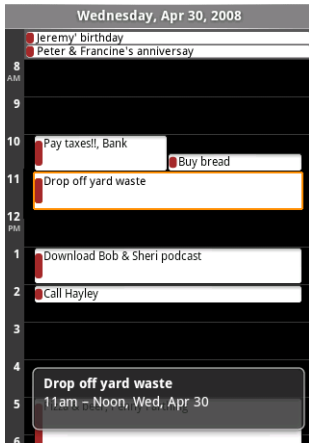 Wednesday, Apr 30, 2008
Jeremy' birthday
Peter & Francine's anniversay
8
AM
9
10
Pay taxes!!, Bank
Buy bread
11
Drop off yard waste
12
PM
1
Download Bob & Sheri podcast
2
Call Hayley
3
4
Drop off yard waste
11am – Noon, Wed, Apr 30
5
6